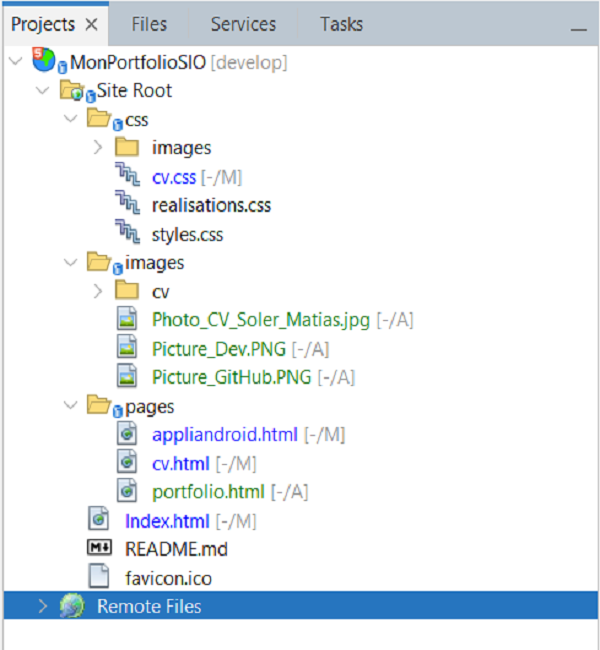 Projects × Files Services Tasks
MonPortfolioSIO [develop]
Site Root
css
images
cv.css [-/M]
realisations.css
styles.css
images
cv
Photo_CV_Soler_Matias.jpg [-/A]
Picture_Dev.PNG [-/A]
Picture_GitHub.PNG [-/A]
pages
appliandroid.html [-/M]
cv.html [-/M]
portfolio.html [-/A]
Index.html [-/M]
README.md
favicon.ico
Remote Files